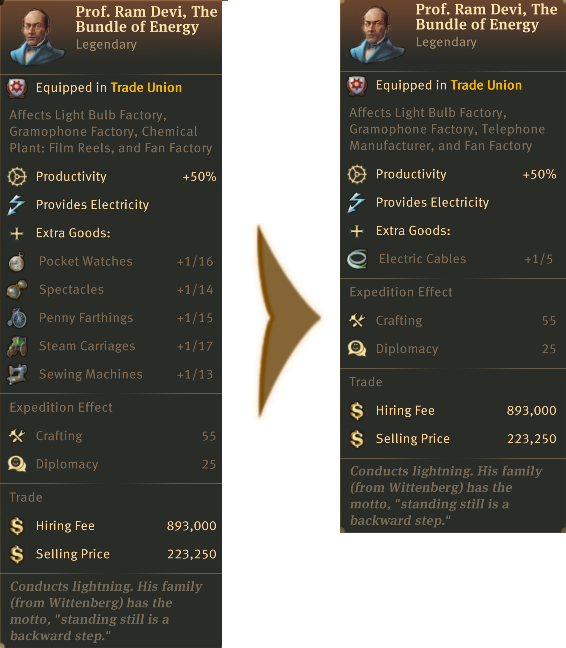 Prof. Ram Devi, The
Bundle of Energy
Legendary
Equipped in Trade Union
Affects Light Bulb Factory,
Gramophone Factory, Chemical
Plant: Film Reels, and Fan Factory
Productivity +50%
Provides Electricity
Extra Goods:
Pocket Watches +1/16
Spectacles +1/14
Penny Farthings +1/15
Steam Carriages +1/17
Sewing Machines +1/13
Expedition Effect
Crafting 55
Diplomacy 25
Trade
Hiring Fee 893,000
Selling Price 223,250
Conducts lightning. His family
(from Wittenberg) has the
motto, "standing still is a
backward step."
Prof. Ram Devi, The
Bundle of Energy
Legendary
Equipped in Trade Union
Affects Light Bulb Factory,
Gramophone Factory, Telephone
Manufacturer, and Fan Factory
Productivity +50%
Provides Electricity
Extra Goods:
Electric Cables +1/5
Expedition Effect
Crafting 55
Diplomacy 25
Trade
Hiring Fee 893,000
Selling Price 223,250
Conducts lightning. His family
(from Wittenberg) has the
motto, "standing still is a
backward step."